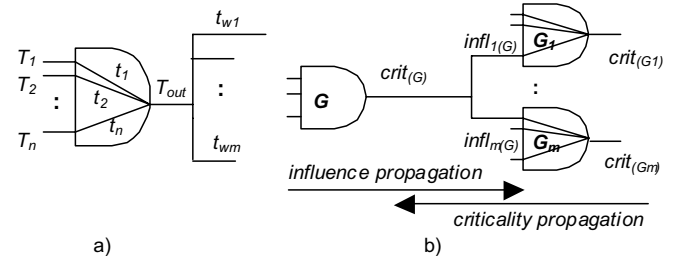 T1
T2
:
Tn
t1
t2
tn
Tout
tw1
:
twm
a)
G
crit(G)
infl1(G)
G1
crit(G1)
:
inflm(G)
Gm
crit(Gm)
influence propagation
criticality propagation
b)